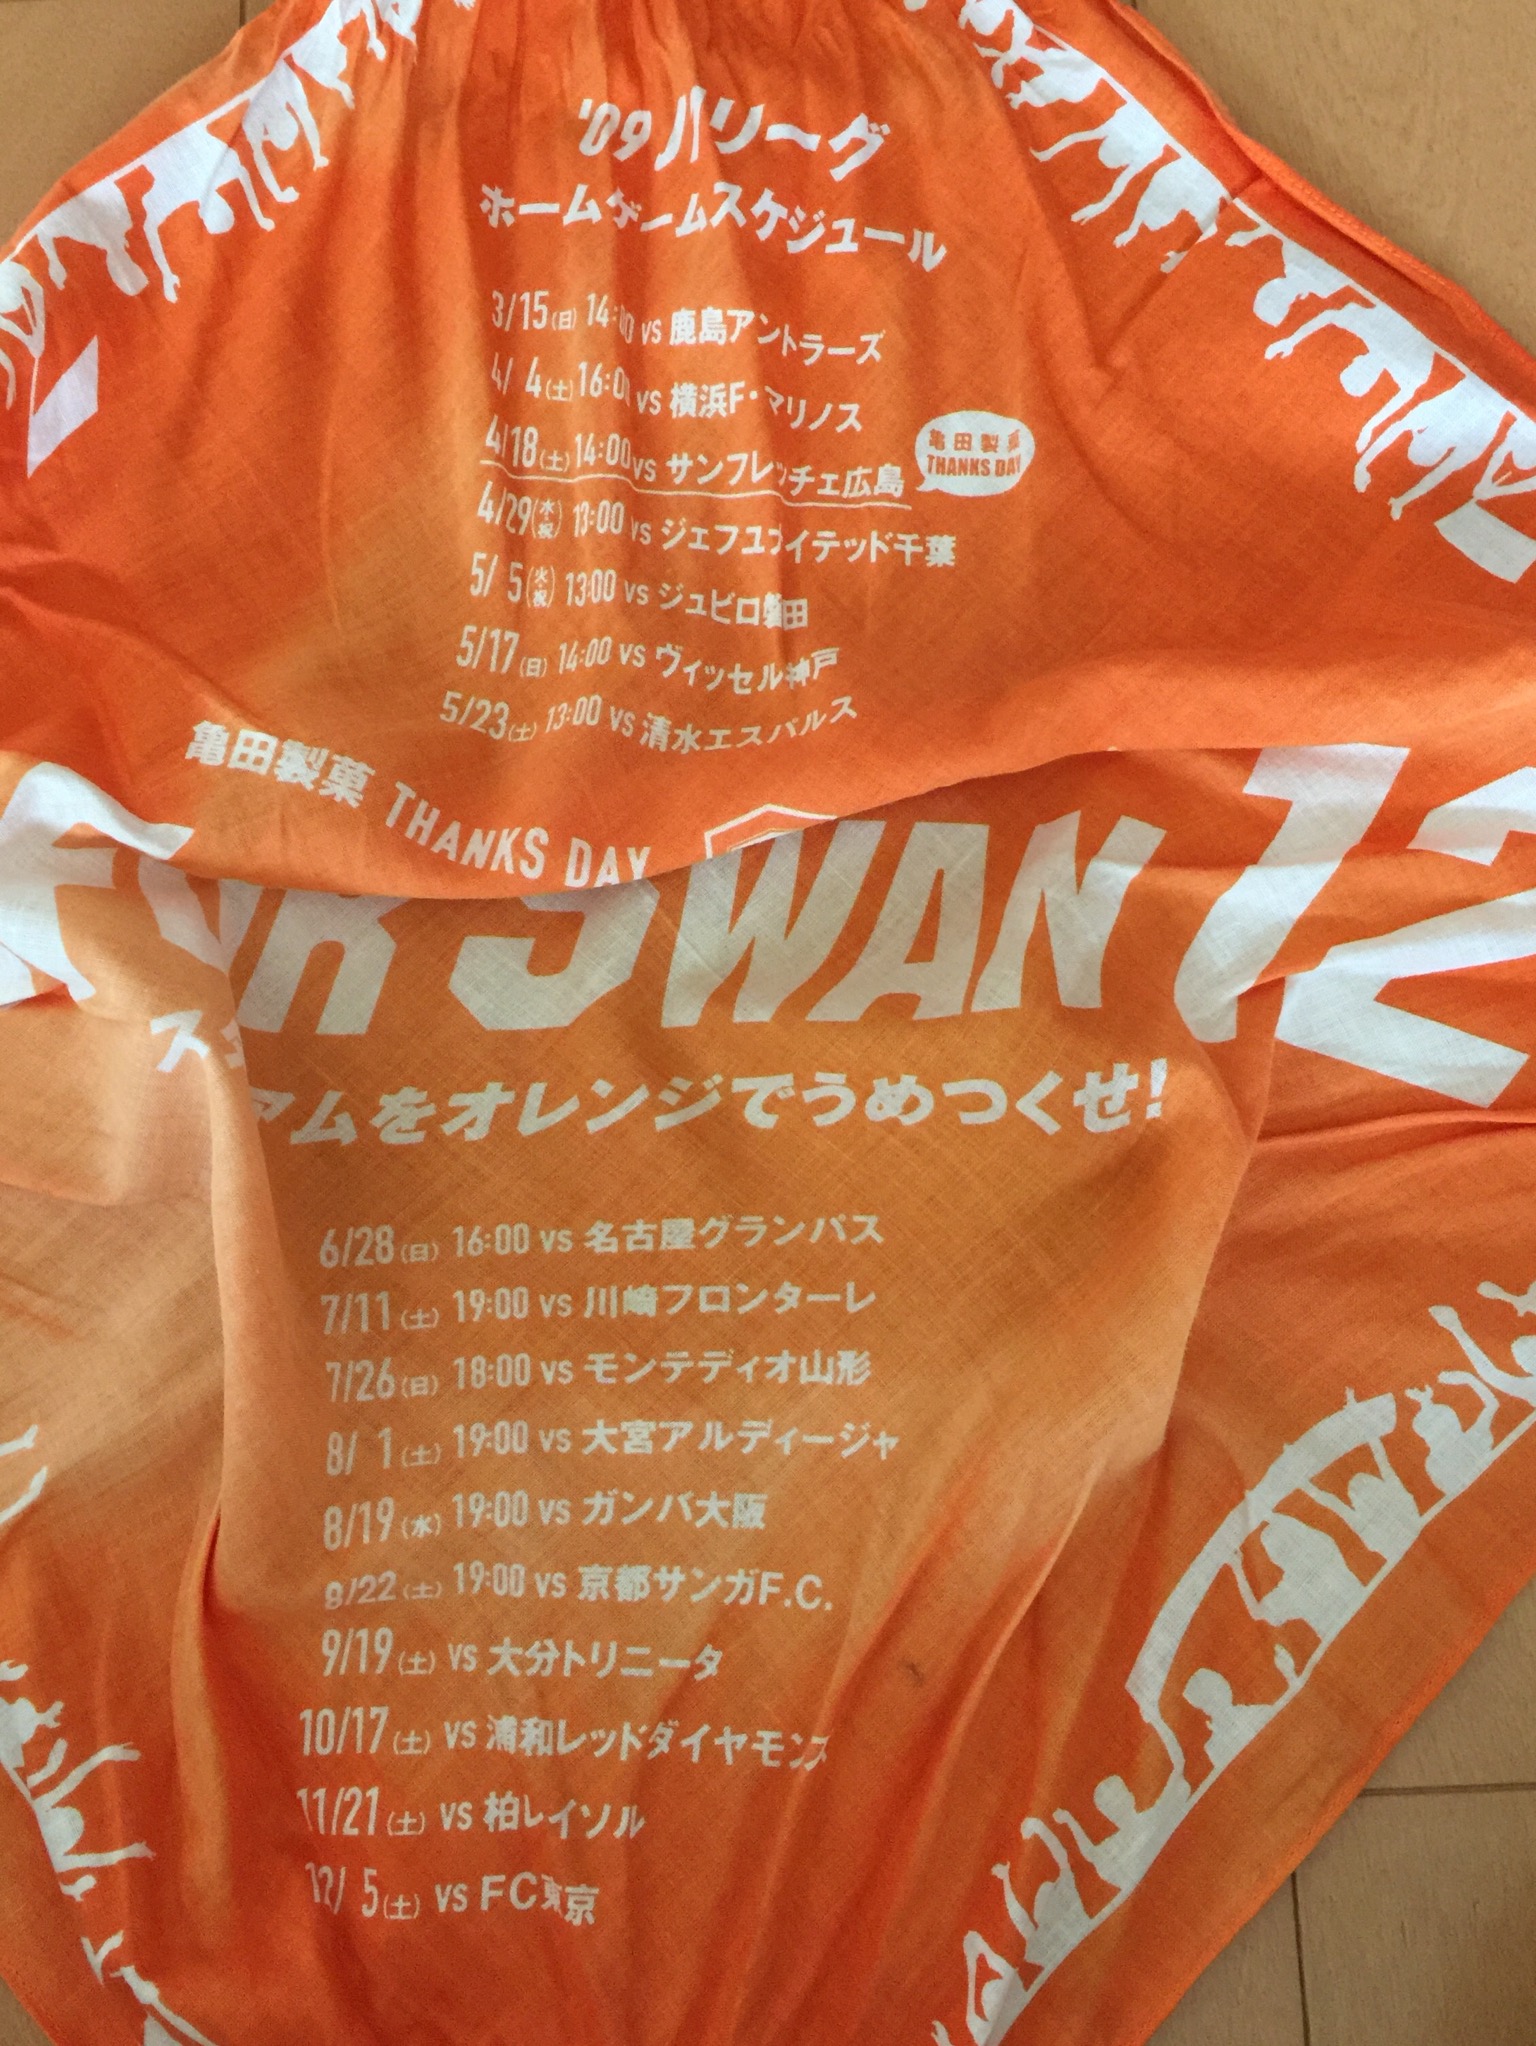 '09 Jリーグ
ホームゲームスケジュール
3/15(日) 14:00 vs 鹿島アントラーズ
4/ 4(土) 16:00 vs 横浜F・マリノス
4/18(土) 14:00 vs サンフレッチェ広島
亀田製菓
THANKS DAY
4/29(水・祝) 13:00 vs ジェフユナイテッド千葉
5/ 5(火・祝) 13:00 vs ジュビロ磐田
5/17(日) 14:00 vs ヴィッセル神戸
5/23(土) 13:00 vs 清水エスパルス
亀田製菓 THANKS DAY
FOR SWAN 12
アムをオレンジでうめつくせ!
6/28(日) 16:00 vs 名古屋グランパス
7/11(土) 19:00 vs 川崎フロンターレ
7/26(日) 18:00 vs モンテディオ山形
8/ 1(土) 19:00 vs 大宮アルディージャ
8/19(水) 19:00 vs ガンバ大阪
8/22(土) 19:00 vs 京都サンガF.C.
9/19(土) vs 大分トリニータ
10/17(土) vs 浦和レッドダイヤモンズ
11/21(土) vs 柏レイソル
12/ 5(土) vs FC東京